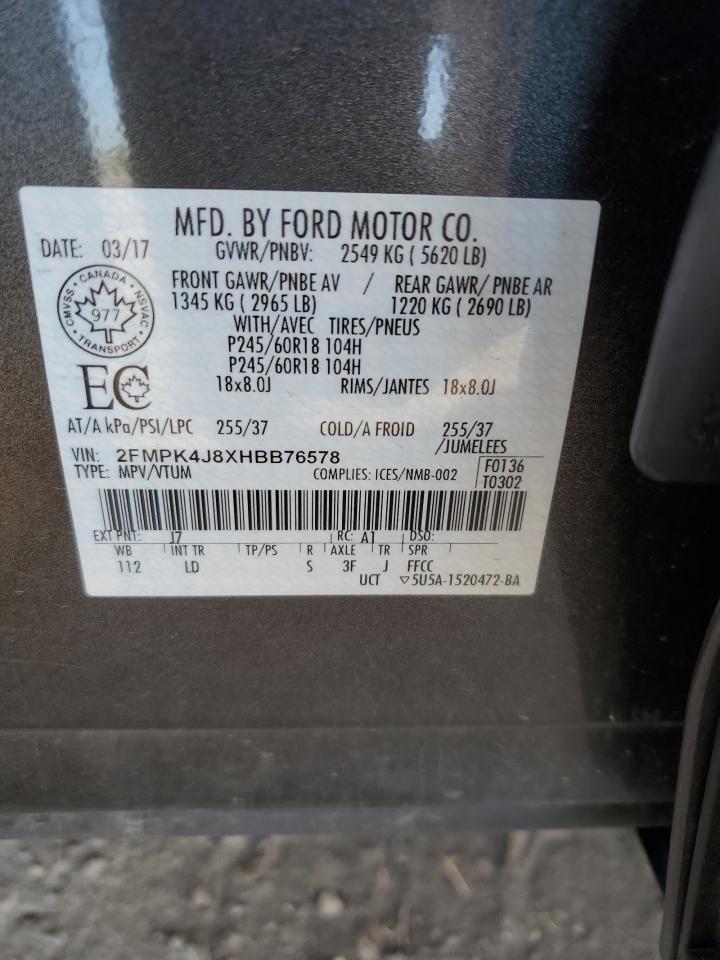 MFD. BY FORD MOTOR CO.
DATE: 03/17 GVWR/PNBV: 2549 KG ( 5620 LB)
FRONT GAWR/PNBE AV / REAR GAWR/ PNBE AR
1345 KG ( 2965 LB) 1220 KG ( 2690 LB)
WITH/AVEC TIRES/PNEUS
P245/60R18 104H
P245/60R18 104H
18x8.0J RIMS/JANTES 18x8.0J
CANADA
CMVSS 977 NSVAC
TRANSPORT
EC
AT/A kPa/PSI/LPC 255/37 COLD/A FROID 255/37
/JUMELEES
VIN: 2FMPK4J8XHBB76578
TYPE: MPV/VTUM COMPLIES: ICES/NMB-002 F0136
T0302
EXT PNT: J7 RC: A1 DSO:
WB INT TR TP/PS R AXLE TR SPR
112 LD S 3F J FFCC
UCT ▽5U5A-1520472-BA